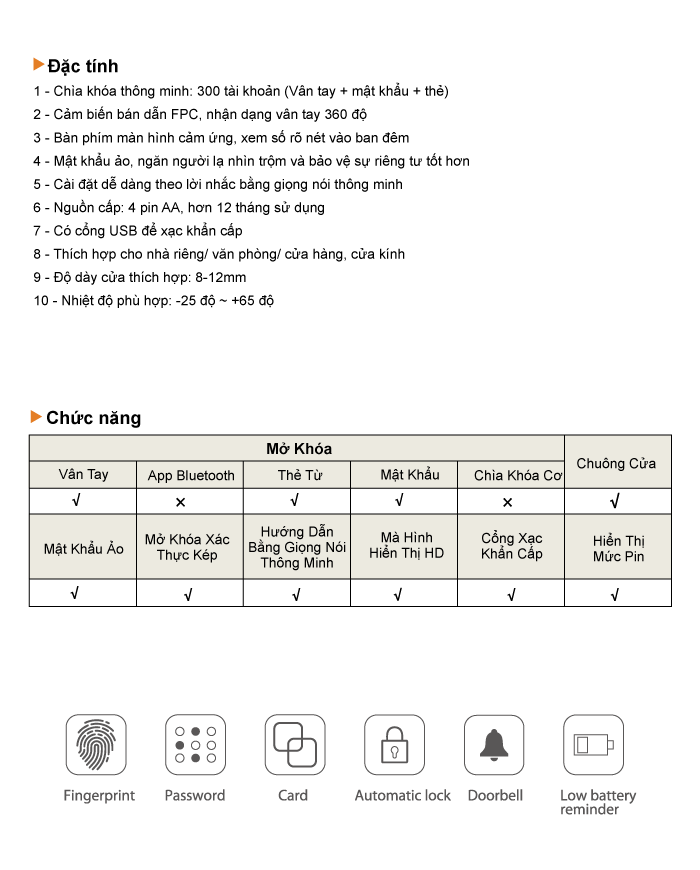 Đặc tính
1 - Chìa khóa thông minh: 300 tài khoản (Vân tay + mật khẩu + thẻ)
2 - Cảm biến bán dẫn FPC, nhận dạng vân tay 360 độ
3 - Bàn phím màn hình cảm ứng, xem số rõ nét vào ban đêm
4 - Mật khẩu ảo, ngăn người lạ nhìn trộm và bảo vệ sự riêng tư tốt hơn
5 - Cài đặt dễ dàng theo lời nhắc bằng giọng nói thông minh
6 - Nguồn cấp: 4 pin AA, hơn 12 tháng sử dụng
7 - Có cổng USB để xạc khẩn cấp
8 - Thích hợp cho nhà riêng/ văn phòng/ cửa hàng, cửa kính
9 - Độ dày cửa thích hợp: 8-12mm
10 - Nhiệt độ phù hợp: -25 độ ~ +65 độ
Chức năng
Mở Khóa
Chuông Cửa
Vân Tay
App Bluetooth
Thẻ Từ
Mật Khẩu
Chìa Khóa Cơ
√ × √ √ × √
Mật Khẩu Ảo
Mở Khóa Xác
Thực Kép
Hướng Dẫn
Bằng Giọng Nói
Thông Minh
Mà Hình
Hiển Thị HD
Cổng Xạc
Khẩn Cấp
Hiển Thị
Mức Pin
√ √ √ √ √ √
Fingerprint
Password
Card
Automatic lock
Doorbell
Low battery
reminder